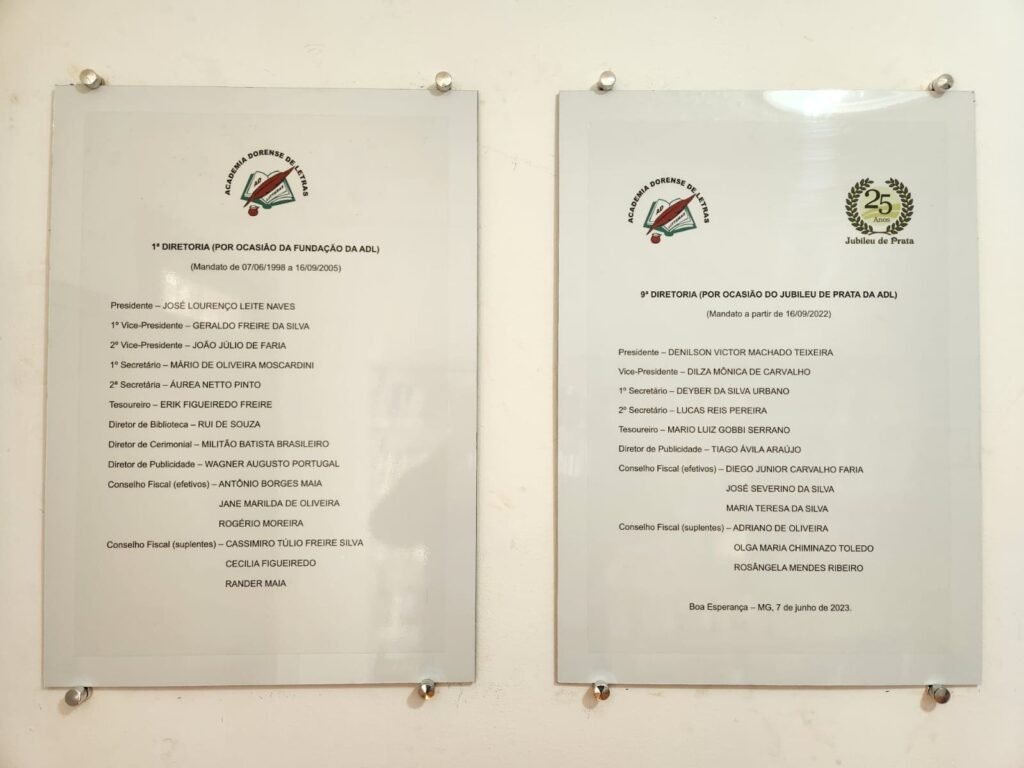 ACADEMIA DORENSE DE LETRAS
1ª DIRETORIA (POR OCASIÃO DA FUNDAÇÃO DA ADL)
(Mandato de 07/06/1998 a 16/09/2005)
Presidente – JOSÉ LOURENÇO LEITE NAVES
1º Vice-Presidente – GERALDO FREIRE DA SILVA
2º Vice-Presidente – JOÃO JÚLIO DE FARIA
1º Secretário – MÁRIO DE OLIVEIRA MOSCARDINI
2ª Secretária – ÁUREA NETTO PINTO
Tesoureiro – ERIK FIGUEIREDO FREIRE
Diretor de Biblioteca – RUI DE SOUZA
Diretor de Cerimonial – MILITÃO BATISTA BRASILEIRO
Diretor de Publicidade – WAGNER AUGUSTO PORTUGAL
Conselho Fiscal (efetivos) – ANTÔNIO BORGES MAIA
JANE MARILDA DE OLIVEIRA
ROGÉRIO MOREIRA
Conselho Fiscal (suplentes) – CASSIMIRO TÚLIO FREIRE SILVA
CECILIA FIGUEIREDO
RANDER MAIA
ACADEMIA DORENSE DE LETRAS
25
Anos
Jubileu de Prata
9ª DIRETORIA (POR OCASIÃO DO JUBILEU DE PRATA DA ADL)
(Mandato a partir de 16/09/2022)
Presidente – DENILSON VICTOR MACHADO TEIXEIRA
Vice-Presidente – DILZA MÔNICA DE CARVALHO
1º Secretário – DEYBER DA SILVA URBANO
2º Secretário – LUCAS REIS PEREIRA
Tesoureiro – MARIO LUIZ GOBBI SERRANO
Diretor de Publicidade – TIAGO ÁVILA ARAÚJO
Conselho Fiscal (efetivos) – DIEGO JUNIOR CARVALHO FARIA
JOSÉ SEVERINO DA SILVA
MARIA TERESA DA SILVA
Conselho Fiscal (suplentes) – ADRIANO DE OLIVEIRA
OLGA MARIA CHIMINAZO TOLEDO
ROSÂNGELA MENDES RIBEIRO
Boa Esperança – MG, 7 de junho de 2023.